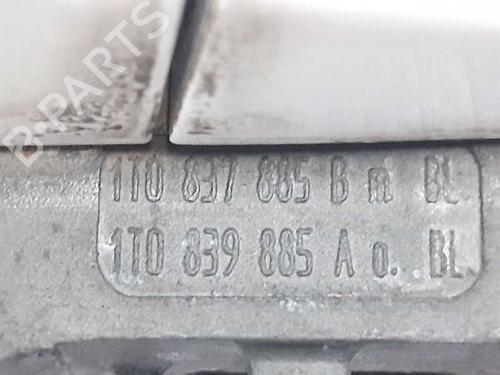 B-PARTS
1T0 837 885 B m BL.
1T0 839 885 A o. BL.